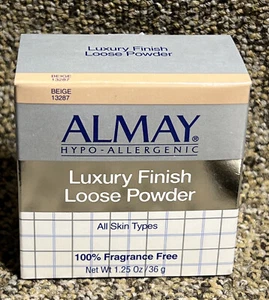 Luxury Finish
Loose Powder
BEIGE
13287
BEIGE
13287
ALMAY®
HYPO-ALLERGENIC
Luxury Finish
Loose Powder
All Skin Types
100% Fragrance Free
Net Wt 1.25 Oz/36 g